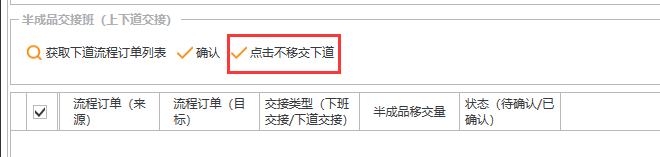 半成品交接班（上下道交接）
获取下道流程订单列表 确认 点击不移交下道
流程订单（来源） 流程订单（目标） 交接类型（下班交接/下道交接） 半成品移交量 状态（待确认/已确认）